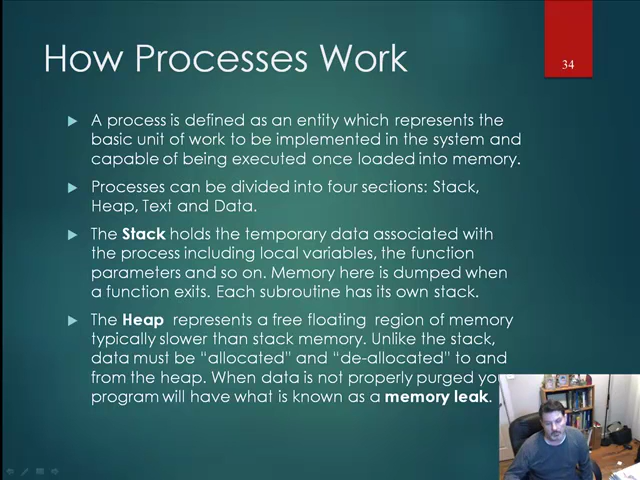 How Processes Work
34
A process is defined as an entity which represents the
basic unit of work to be implemented in the system and
capable of being executed once loaded into memory.
Processes can be divided into four sections: Stack,
Heap, Text and Data.
The Stack holds the temporary data associated with
the process including local variables, the function
parameters and so on. Memory here is dumped when
a function exits. Each subroutine has its own stack.
The Heap represents a free floating region of memory
typically slower than stack memory. Unlike the stack,
data must be “allocated” and “de-allocated” to and
from the heap. When data is not properly purged
program will have what is known as a memory leak.